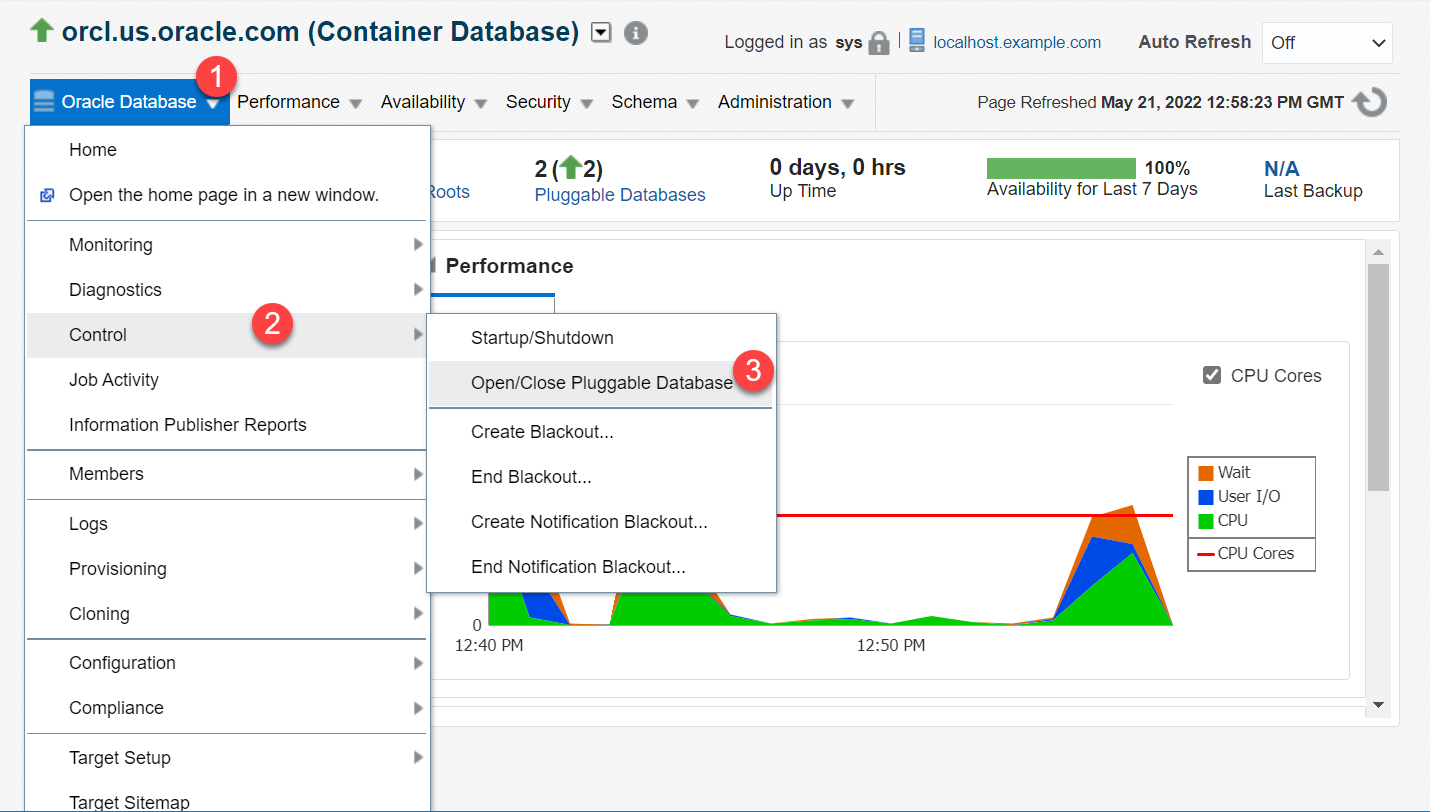 orcl.us.oracle.com (Container Database)
Logged in as sys
localhost.example.com
Auto Refresh Off
1
Oracle Database Performance Availability Security Schema Administration
Page Refreshed May 21, 2022 12:58:23 PM GMT
Home
Open the home page in a new window.
Monitoring
Diagnostics
Control
2
Job Activity
Information Publisher Reports
Members
Logs
Provisioning
Cloning
Configuration
Compliance
Target Setup
Target Sitemap
Roots
2 (2)
Pluggable Databases
0 days, 0 hrs
Up Time
100%
Availability for Last 7 Days
N/A
Last Backup
Performance
Startup/Shutdown
Open/Close Pluggable Database
3
Create Blackout...
End Blackout...
Create Notification Blackout...
End Notification Blackout...
CPU Cores
Wait
User I/O
CPU
CPU Cores
0
12:40 PM
12:50 PM